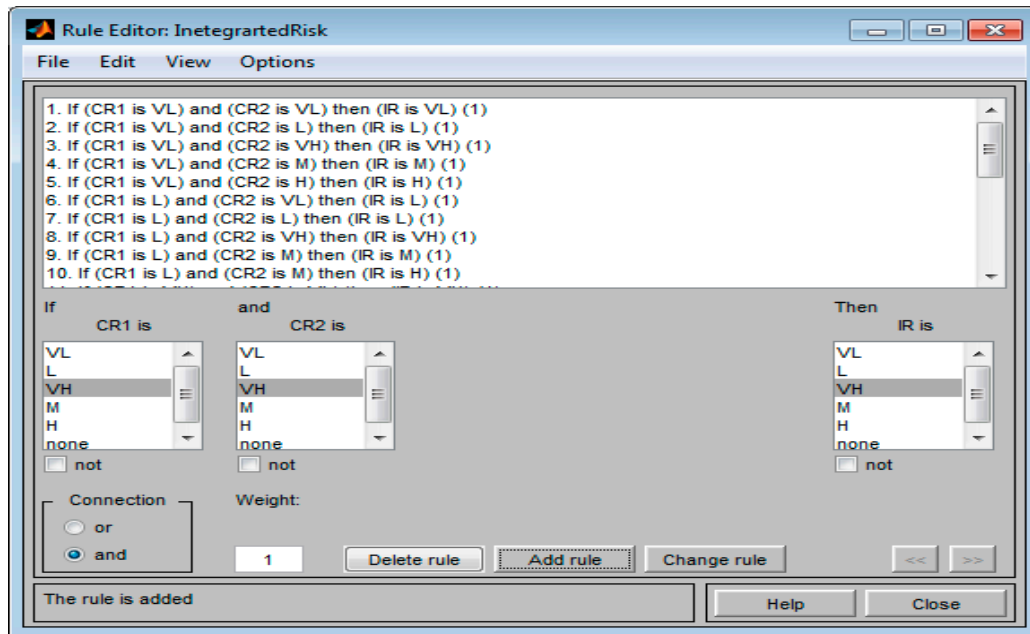 Rule Editor: InetegrartedRisk
File Edit View Options
1. If (CR1 is VL) and (CR2 is VL) then (IR is VL) (1)
2. If (CR1 is VL) and (CR2 is L) then (IR is L) (1)
3. If (CR1 is VL) and (CR2 is VH) then (IR is VH) (1)
4. If (CR1 is VL) and (CR2 is M) then (IR is M) (1)
5. If (CR1 is VL) and (CR2 is H) then (IR is H) (1)
6. If (CR1 is L) and (CR2 is VL) then (IR is L) (1)
7. If (CR1 is L) and (CR2 is L) then (IR is L) (1)
8. If (CR1 is L) and (CR2 is VH) then (IR is VH) (1)
9. If (CR1 is L) and (CR2 is M) then (IR is M) (1)
10. If (CR1 is L) and (CR2 is M) then (IR is H) (1)
If and Then
CR1 is CR2 is IR is
VL VL VL
L L L
VH VH VH
M M M
H H H
none none none
not not not
Connection Weight:
or
and 1 Delete rule Add rule Change rule << >>
The rule is added Help Close